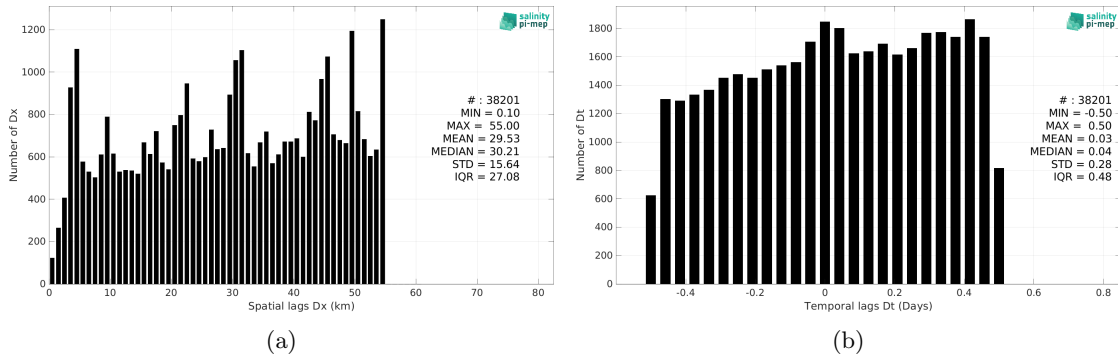 salinity
pi-mep
1200
1000
800
600
400
200
0
Number of Dx
# : 38201
MIN = 0.10
MAX = 55.00
MEAN = 29.53
MEDIAN = 30.21
STD = 15.64
IQR = 27.08
0 10 20 30 40 50 60 70 80
Spatial lags Dx (km)
(a)
salinity
pi-mep
1800
1600
1400
1200
1000
800
600
400
200
0
Number of Dt
# : 38201
MIN = -0.50
MAX = 0.50
MEAN = 0.03
MEDIAN = 0.04
STD = 0.28
IQR = 0.48
-0.4 -0.2 0 0.2 0.4 0.6 0.8
Temporal lags Dt (Days)
(b)